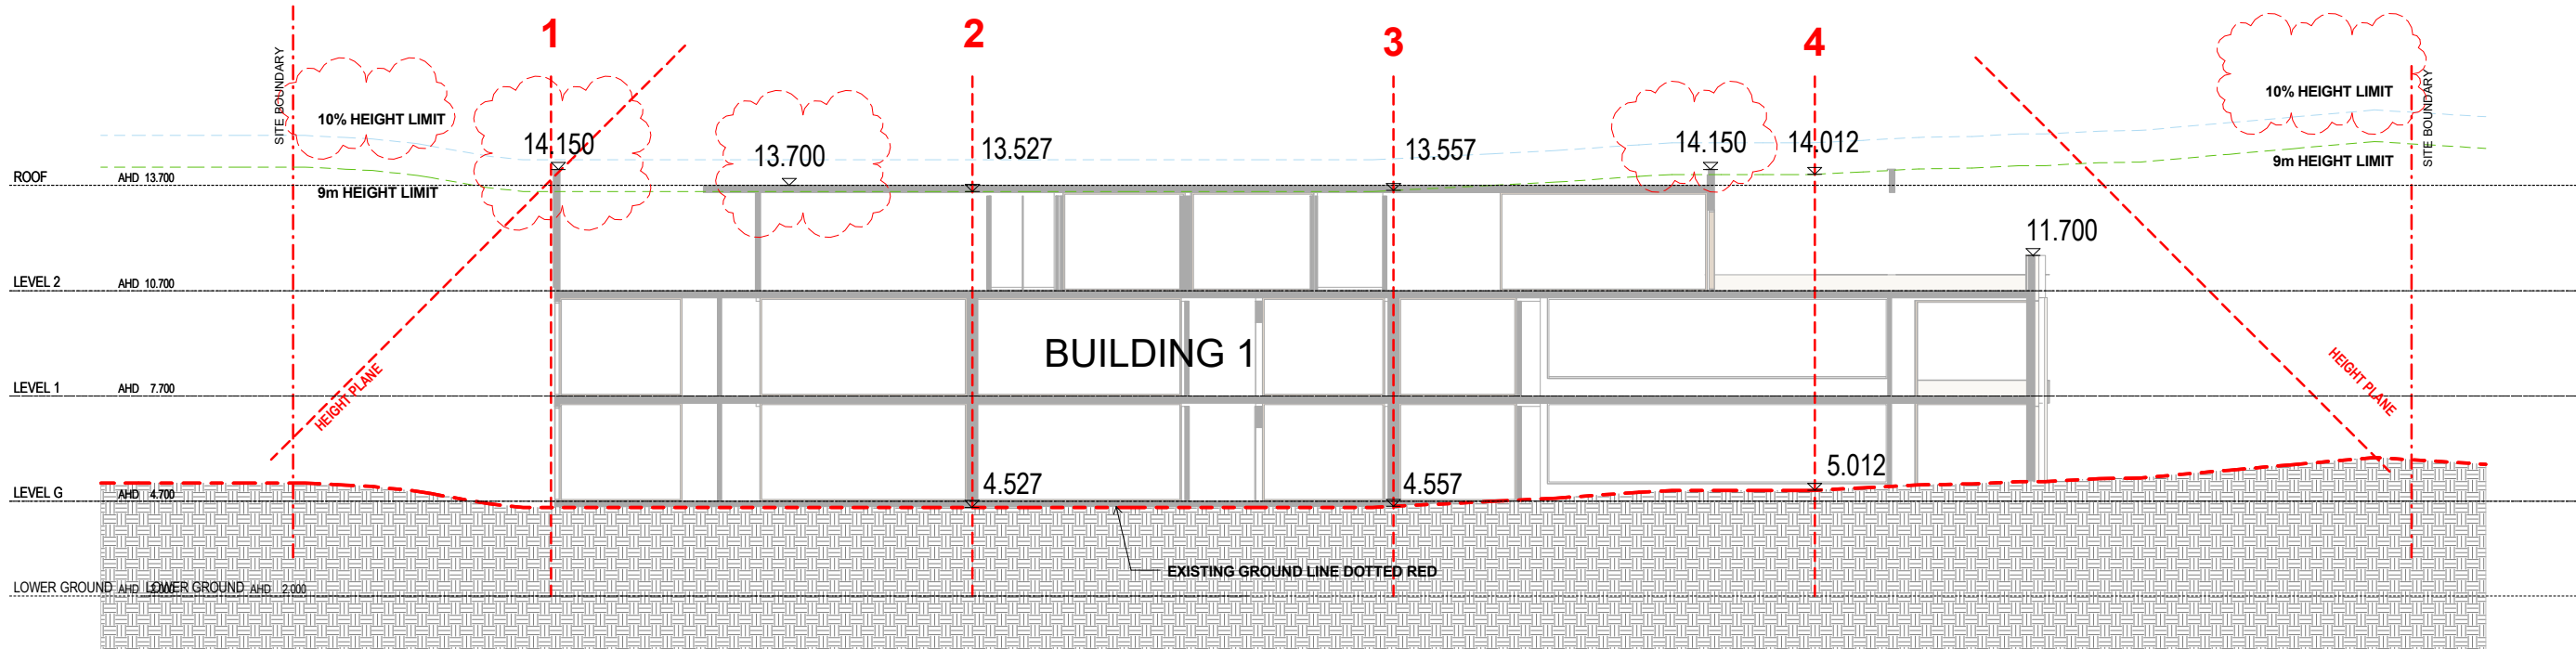 1
2
3
4
SITE BOUNDARY
SITE BOUNDARY
10% HEIGHT LIMIT
10% HEIGHT LIMIT
14.150
13.700
13.527
13.557
14.150
14.012
9m HEIGHT LIMIT
9m HEIGHT LIMIT
ROOF AHD 13.700
11.700
LEVEL 2 AHD 10.700
BUILDING 1
HEIGHT PLANE
HEIGHT PLANE
LEVEL 1 AHD 7.700
4.527
4.557
5.012
LEVEL G AHD 4.700
EXISTING GROUND LINE DOTTED RED
LOWER GROUND AHD
LOWER GROUND AHD 2.000